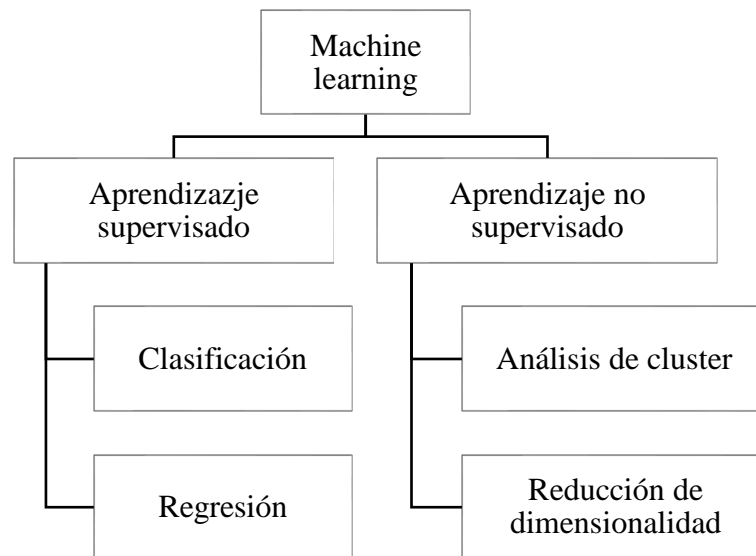 Machine
learning
Aprendizazje
supervisado
Aprendizaje no
supervisado
Clasificación
Análisis de cluster
Regresión
Reducción de
dimensionalidad